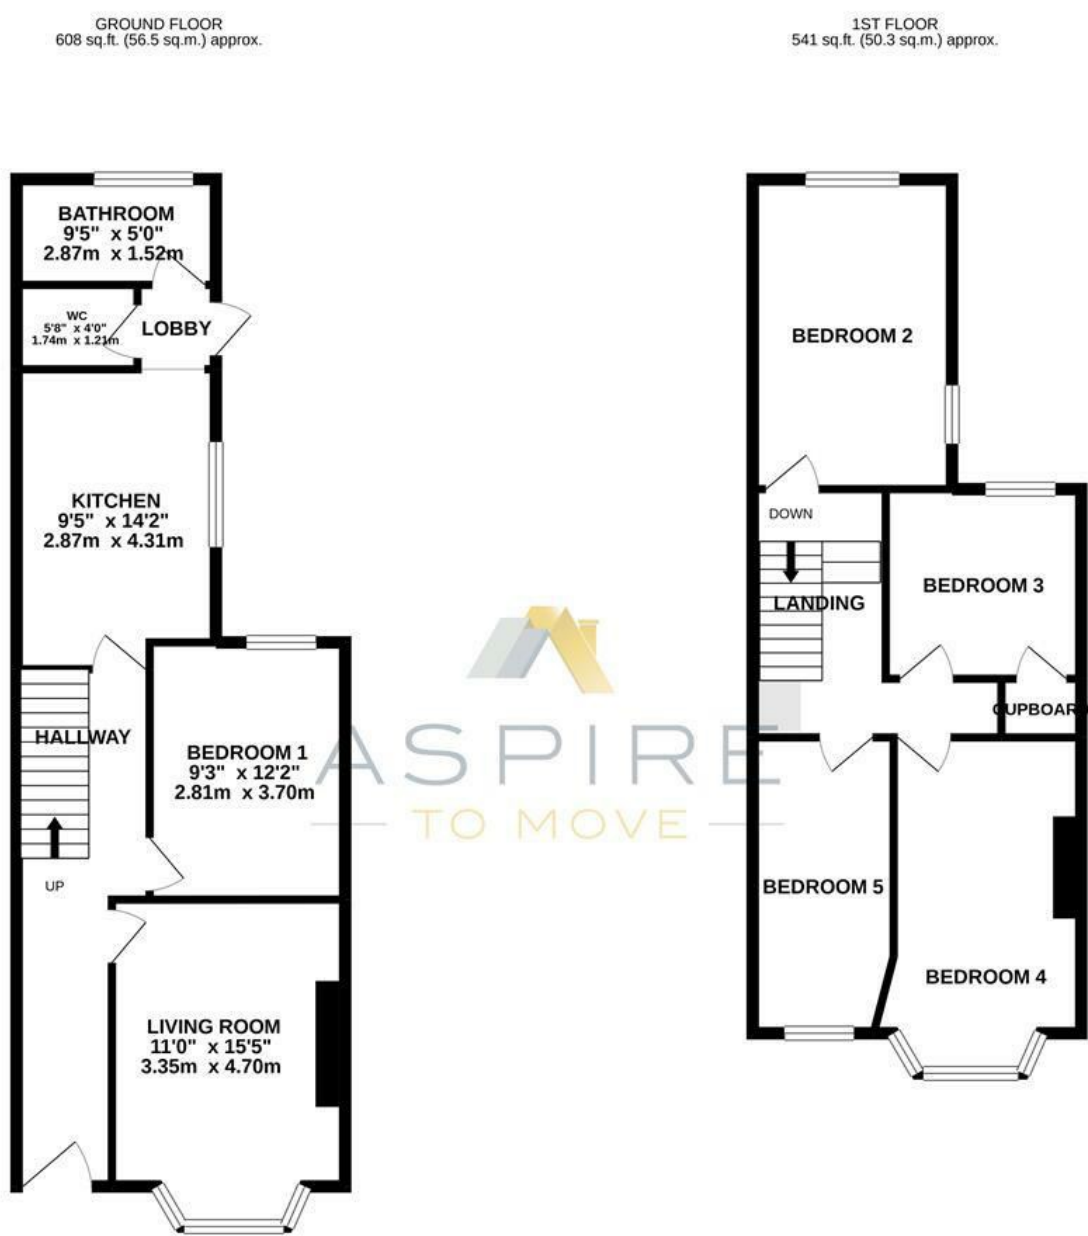 GROUND FLOOR
608 sq.ft. (56.5 sq.m.) approx.
1ST FLOOR
541 sq.ft. (50.3 sq.m.) approx.
BATHROOM
9'5" x 5'0"
2.87m x 1.52m
WC
5'8" x 4'0"
1.74m x 1.21m
LOBBY
KITCHEN
9'5" x 14'2"
2.87m x 4.31m
HALLWAY
BEDROOM 1
9'3" x 12'2"
2.81m x 3.70m
UP
LIVING ROOM
11'0" x 15'5"
3.35m x 4.70m
ASPIRE
TO MOVE
BEDROOM 2
DOWN
LANDING
BEDROOM 3
CUPBOARD
BEDROOM 5
BEDROOM 4